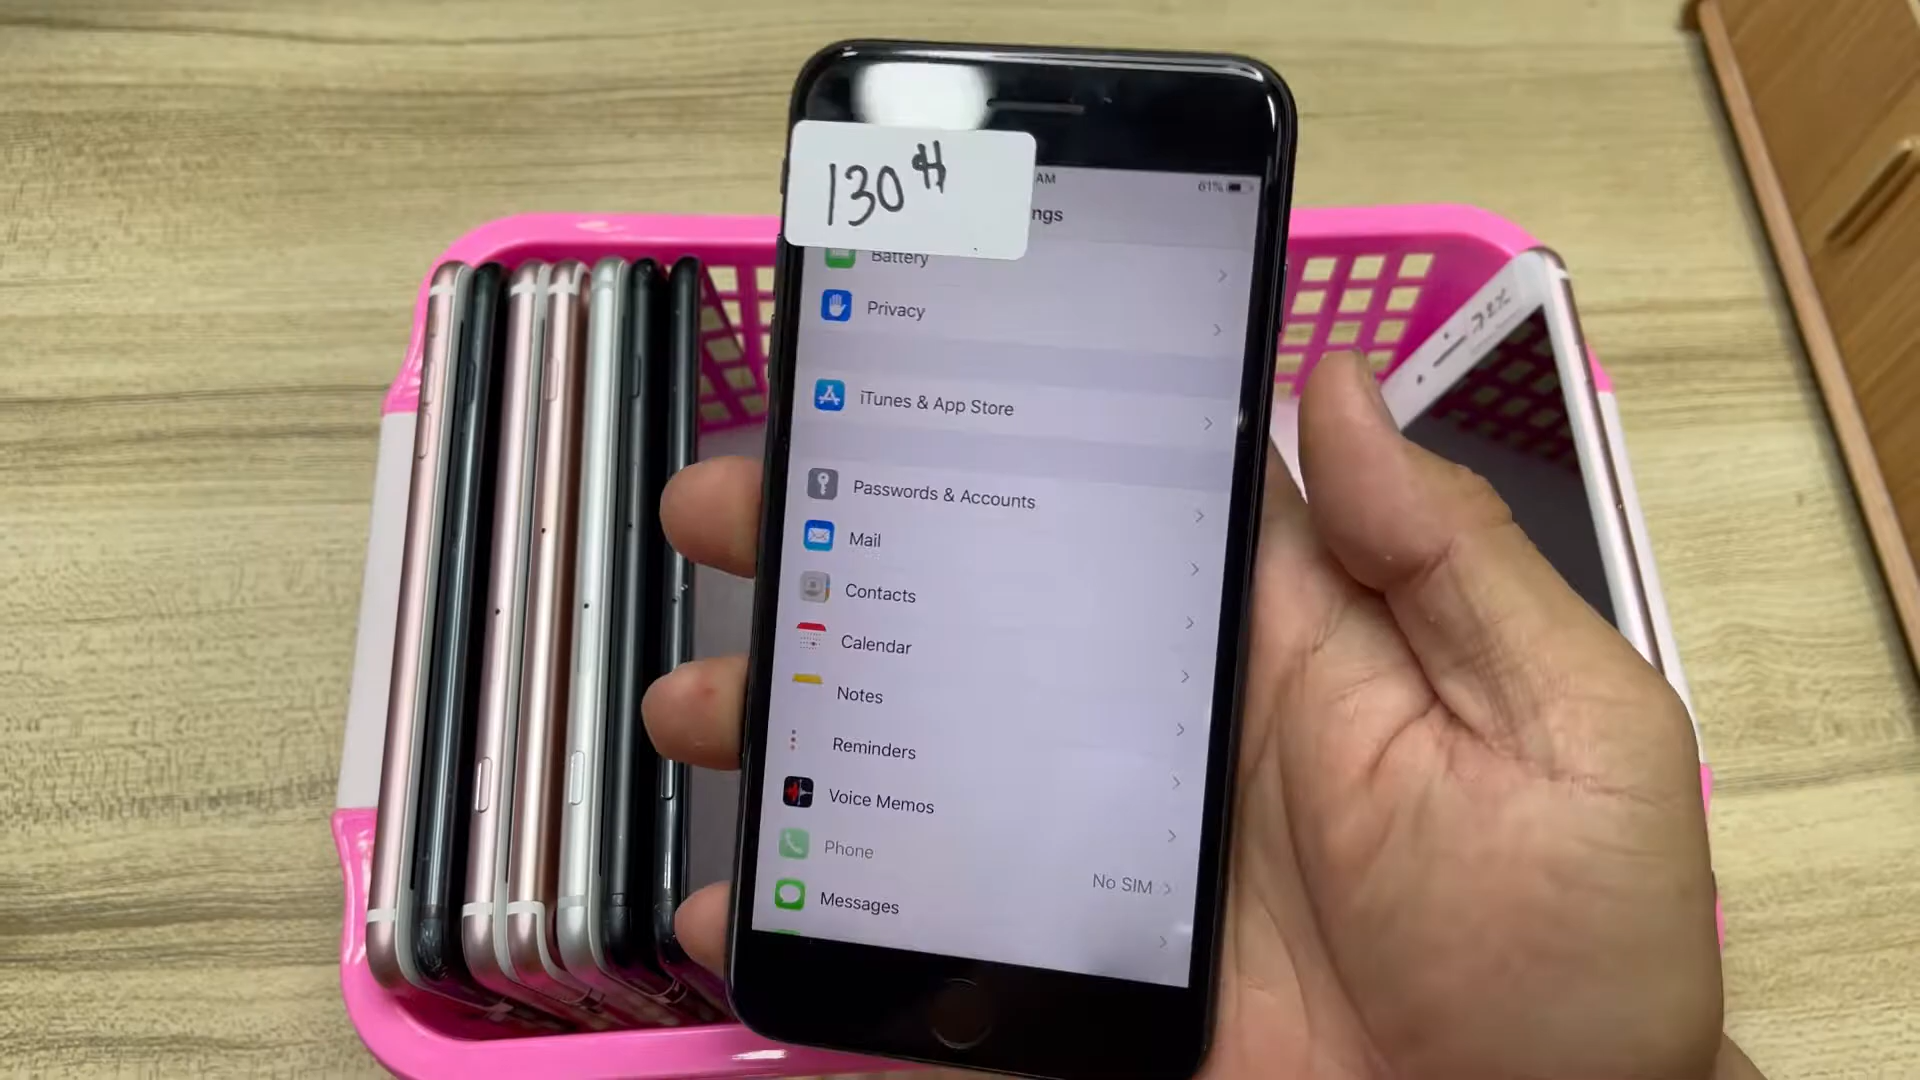 130$
AM
61%
ngs
Battery
Privacy
iTunes & App Store
Passwords & Accounts
Mail
Contacts
Calendar
Notes
Reminders
Voice Memos
Phone
No SIM
Messages